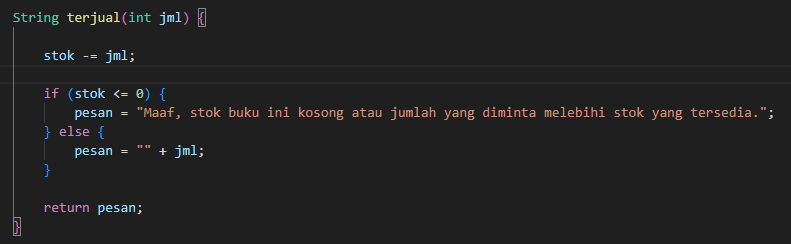 String terjual(int jml) {
stok -= jml;
if (stok <= 0) {
pesan = "Maaf, stok buku ini kosong atau jumlah yang diminta melebihi stok yang tersedia.";
} else {
pesan = "" + jml;
}
return pesan;
}